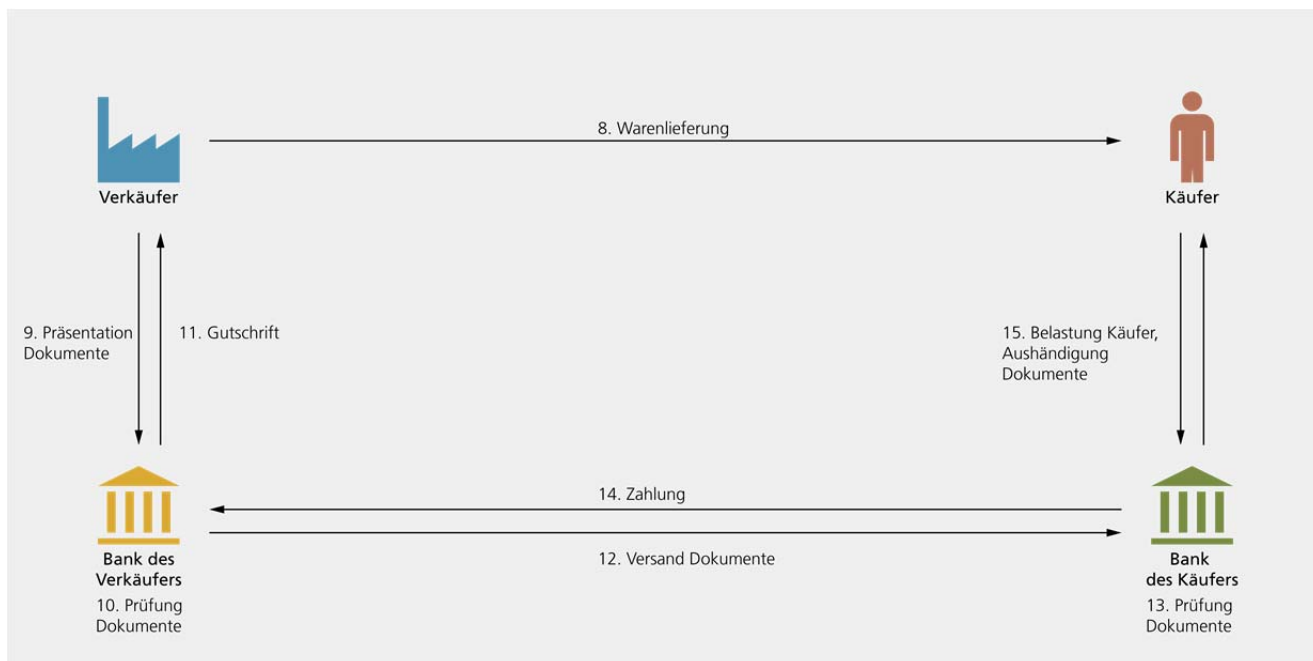 8. Warenlieferung
Verkäufer
Käufer
9. Präsentation
Dokumente
11. Gutschrift
15. Belastung Käufer,
Aushändigung
Dokumente
14. Zahlung
12. Versand Dokumente
Bank des
Verkäufers
10. Prüfung
Dokumente
Bank
des Käufers
13. Prüfung
Dokumente